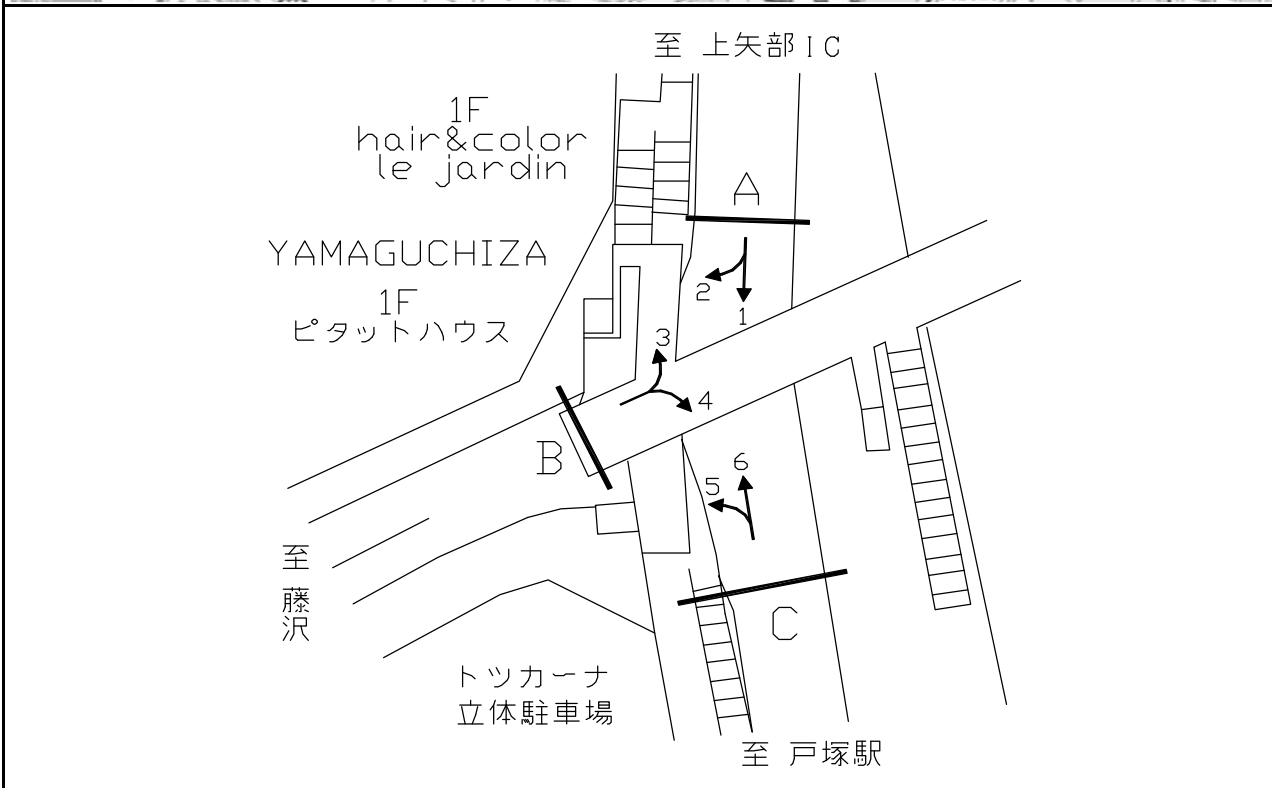 至 上矢部IC
1F
hair&color
le jardin
A
YAMAGUCHIZA
1F
ピタットハウス
2
1
3
4
B
6
5
至 藤沢
C
トツカーナ
立体駐車場
至 戸塚駅